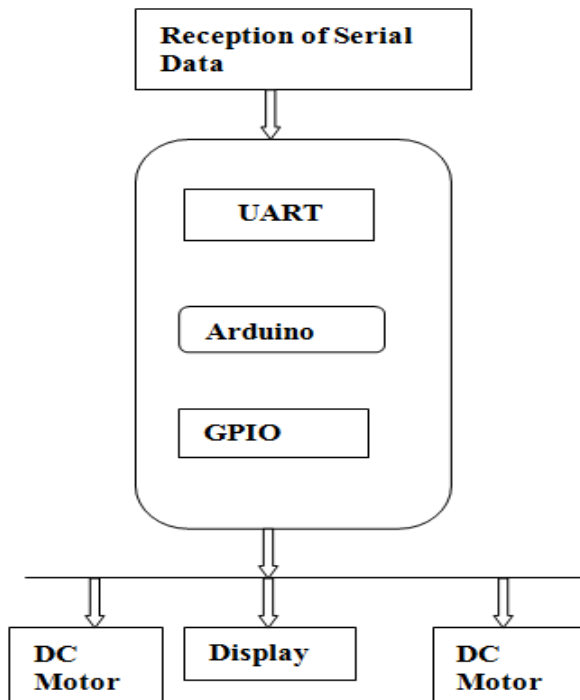 Reception of Serial
Data
UART
Arduino
GPIO
DC
Motor
Display
DC
Motor